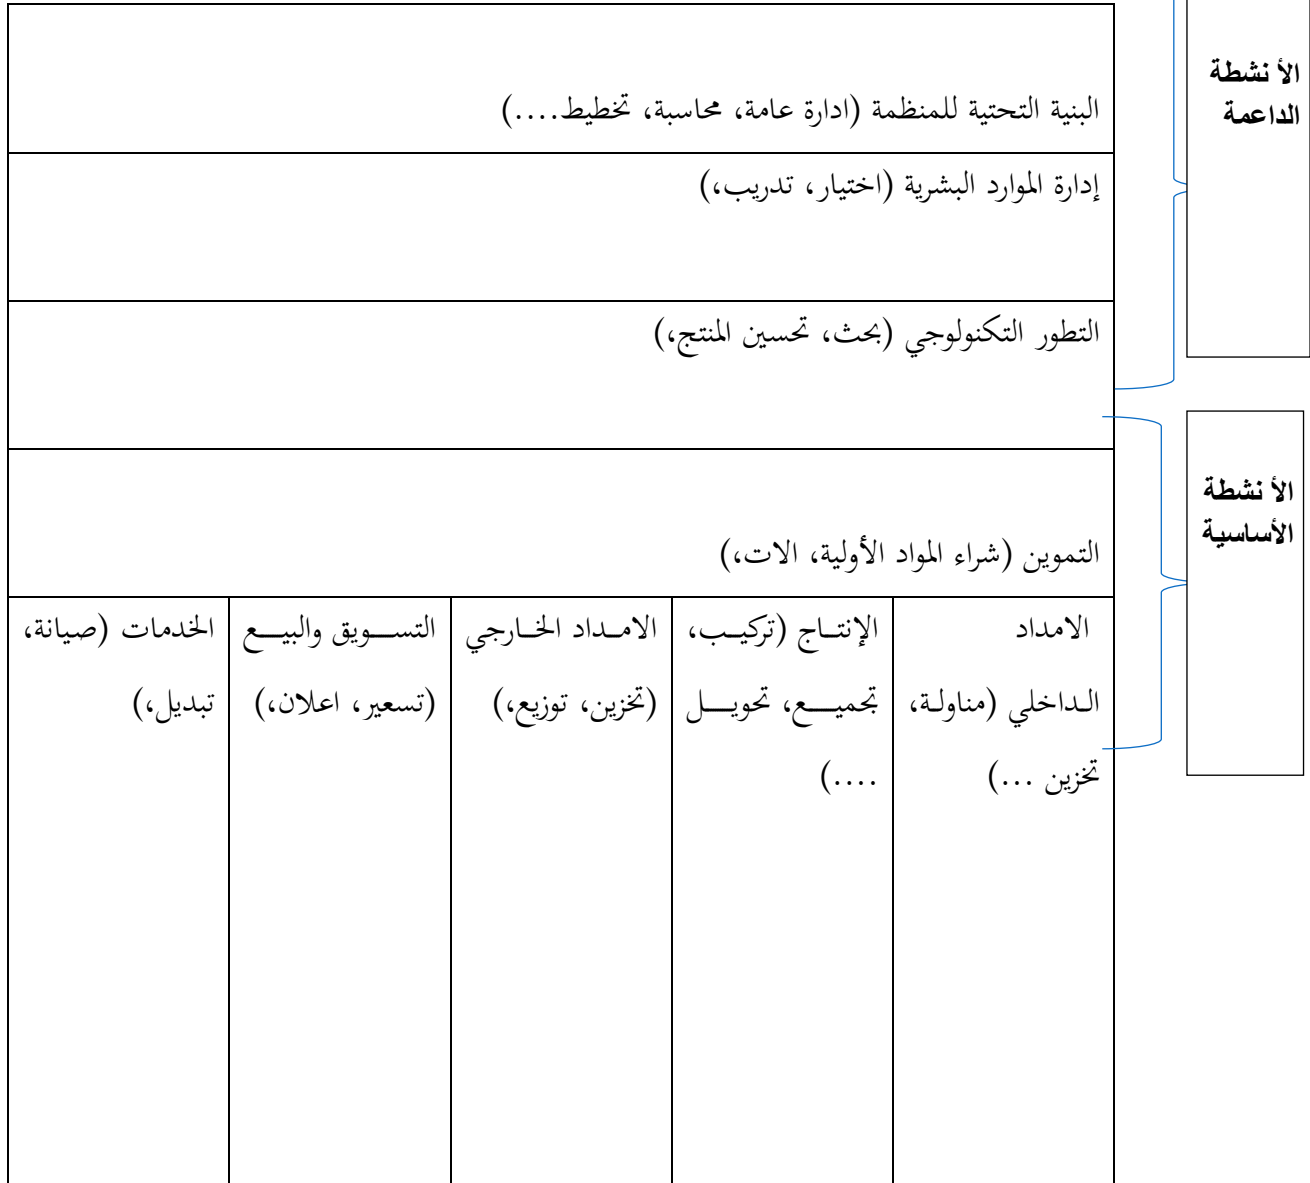 الأ نشطة
الداعمة
البنية التحتية للمنظمة (ادارة عامة، محاسبة، تخطيط....)
إدارة الموارد البشرية (اختيار، تدريب،)
التطور التكنولوجي (بحث، تحسين المنتج،)
الأ نشطة
الأساسية
التموين (شراء المواد الأولية، الات،)
الامداد
الداخلي (مناولة،
تخزين ...)
الإنتاج (تركيب،
تجميع، تحويل
....)
الامداد الخارجي
(تخزين، توزيع،)
التسويق والبيع
(تسعير، اعلان،)
الخدمات (صيانة،
تبديل،)